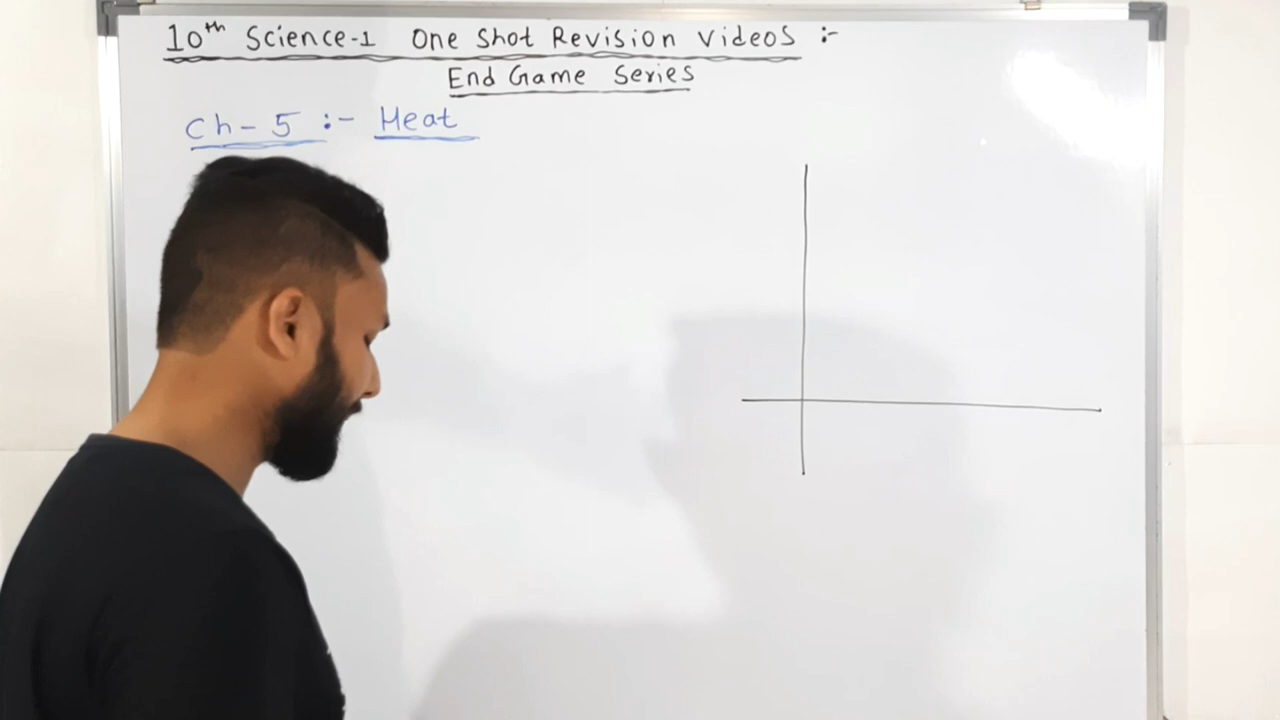 10th Science-1 One Shot Revision Videos :-
End Game Series
Ch-5 :- Heat